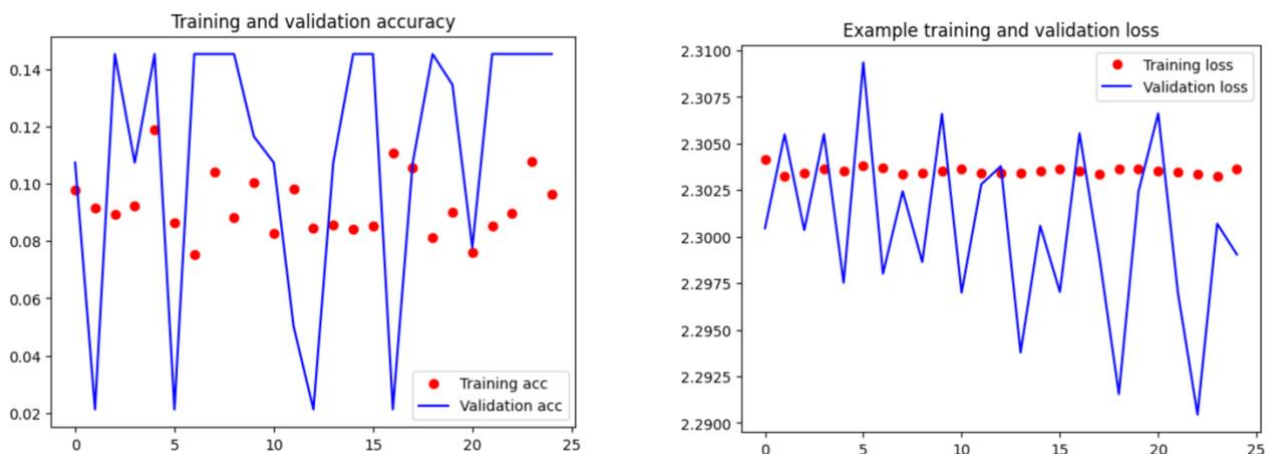 Training and validation accuracy
0.14
0.12
0.10
0.08
0.06
0.04
0.02
Training acc
Validation acc
0 5 10 15 20 25
Example training and validation loss
2.3100
2.3075
2.3050
2.3025
2.3000
2.2975
2.2950
2.2925
2.2900
Training loss
Validation loss
0 5 10 15 20 25